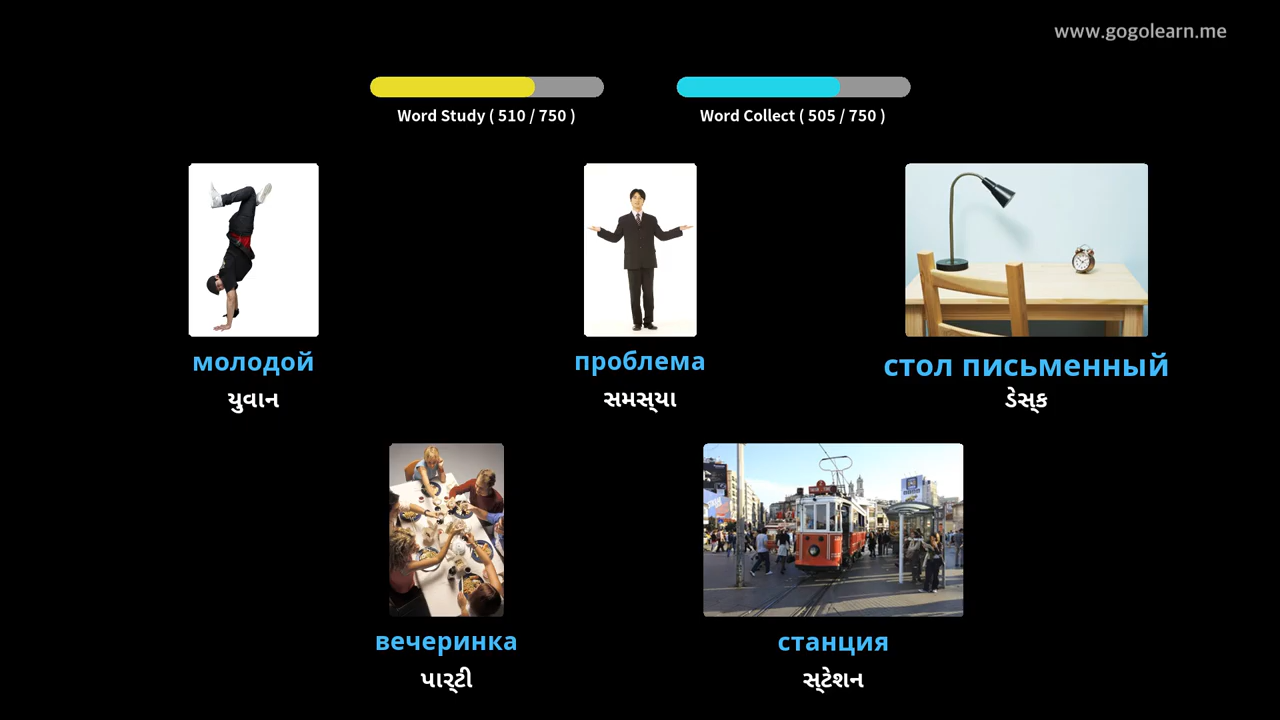 www.gogolearn.me
Word Study ( 510 / 750 )
Word Collect ( 505 / 750 )
молодой
યુવાન
проблема
સમસ્યા
стол письменный
ડેસ્ક
вечеринка
પાર્ટી
станция
સ્ટેશન